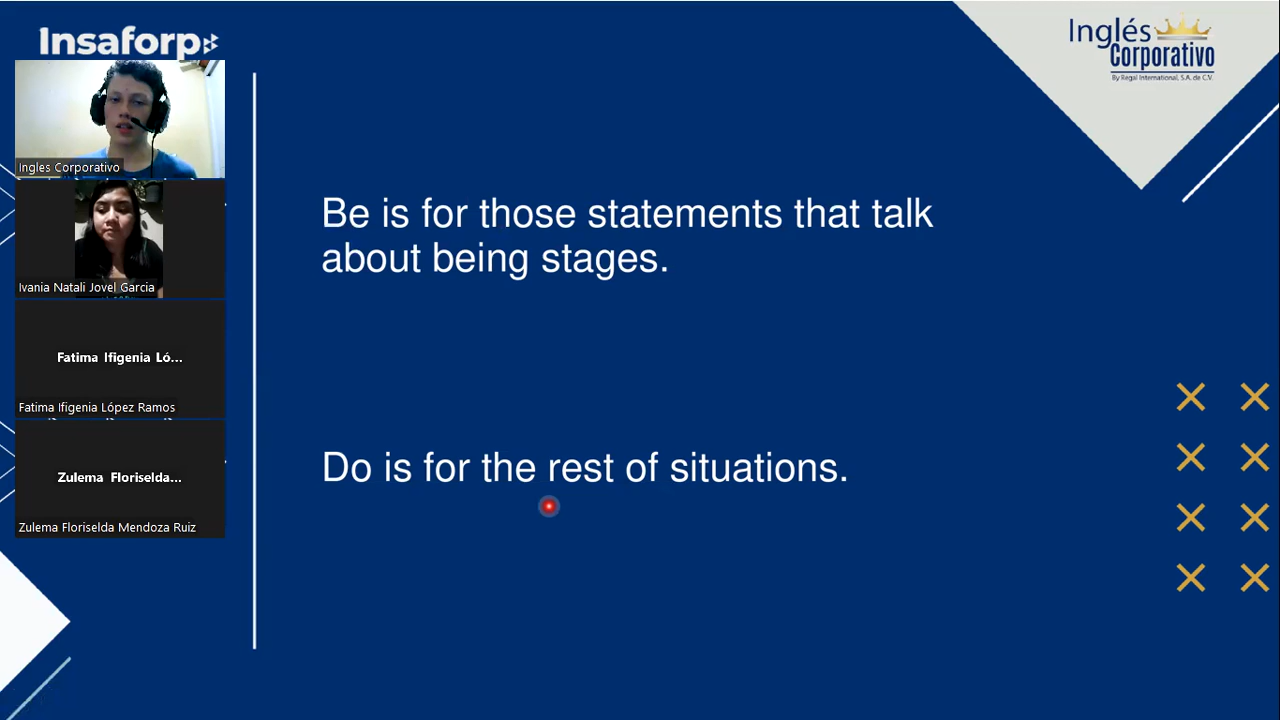 Insaforp
Inglés
Corporativo
By Regal International, S.A. de C.V.
Ingles Corporativo
Ivania Natali Jovel Garcia
Fatima Ifigenia Ló...
Fatima Ifigenia López Ramos
Zulema Floriselda...
Zulema Floriselda Mendoza Ruiz
Be is for those statements that talk
about being stages.
Do is for the rest of situations.